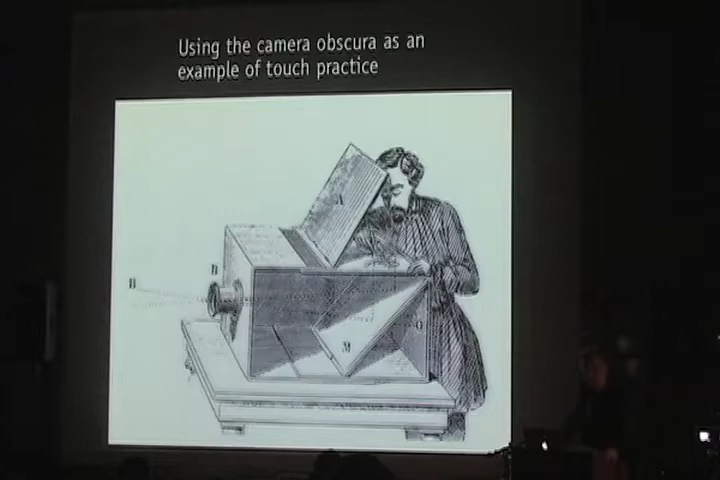 Using the camera obscura as an
example of touch practice
B
B
M
O